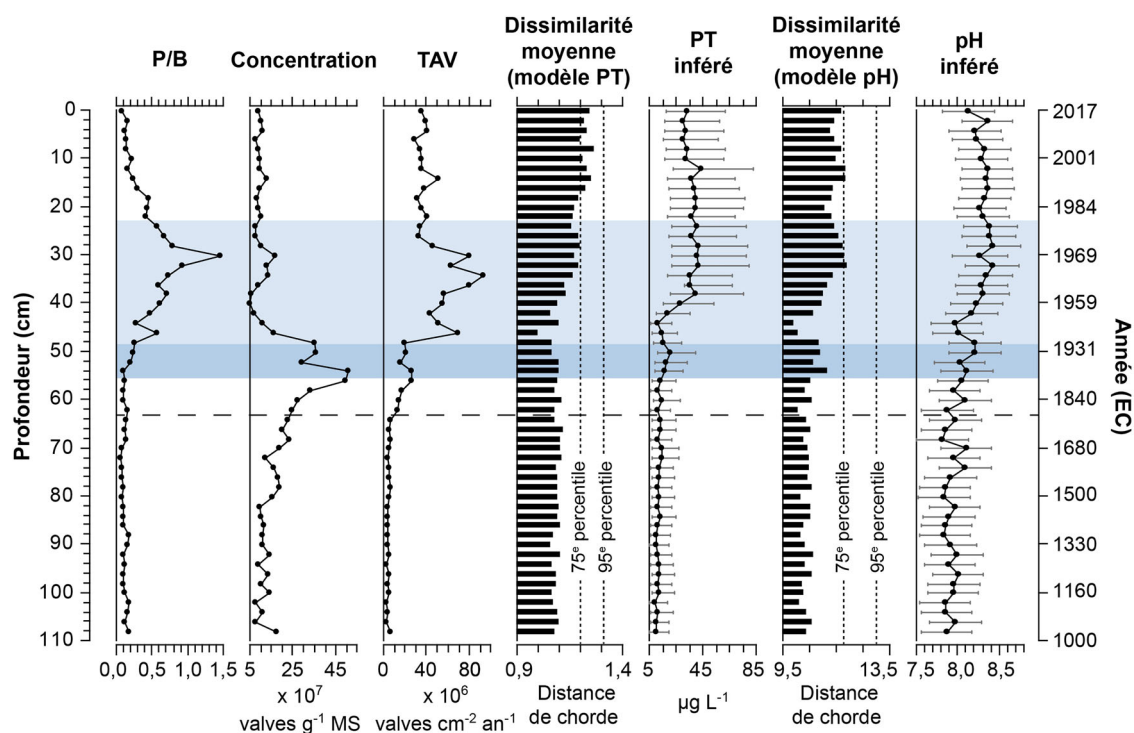 P/B
Concentration
TAV
Dissimilarité
moyenne
(modèle PT)
PT
inféré
Dissimilarité
moyenne
(modèle pH)
pH
inféré
Profondeur (cm)
0
10
20
30
40
50
60
70
80
90
100
110
75e percentile
95e percentile
75e percentile
95e percentile
2017
2001
1984
1969
1959
1931
1840
1680
1500
1330
1160
1000
Année (EC)
0,0 0,5 1,0 1,5
5 25 45
0 40 80
0.9 1,4
5 45 85
9,5 13,5
7,5 8,0 8,5
x 10⁷
valves g⁻¹ MS
x 10⁶
valves cm⁻² an⁻¹
Distance
de chorde
µg L⁻¹
Distance
de chorde